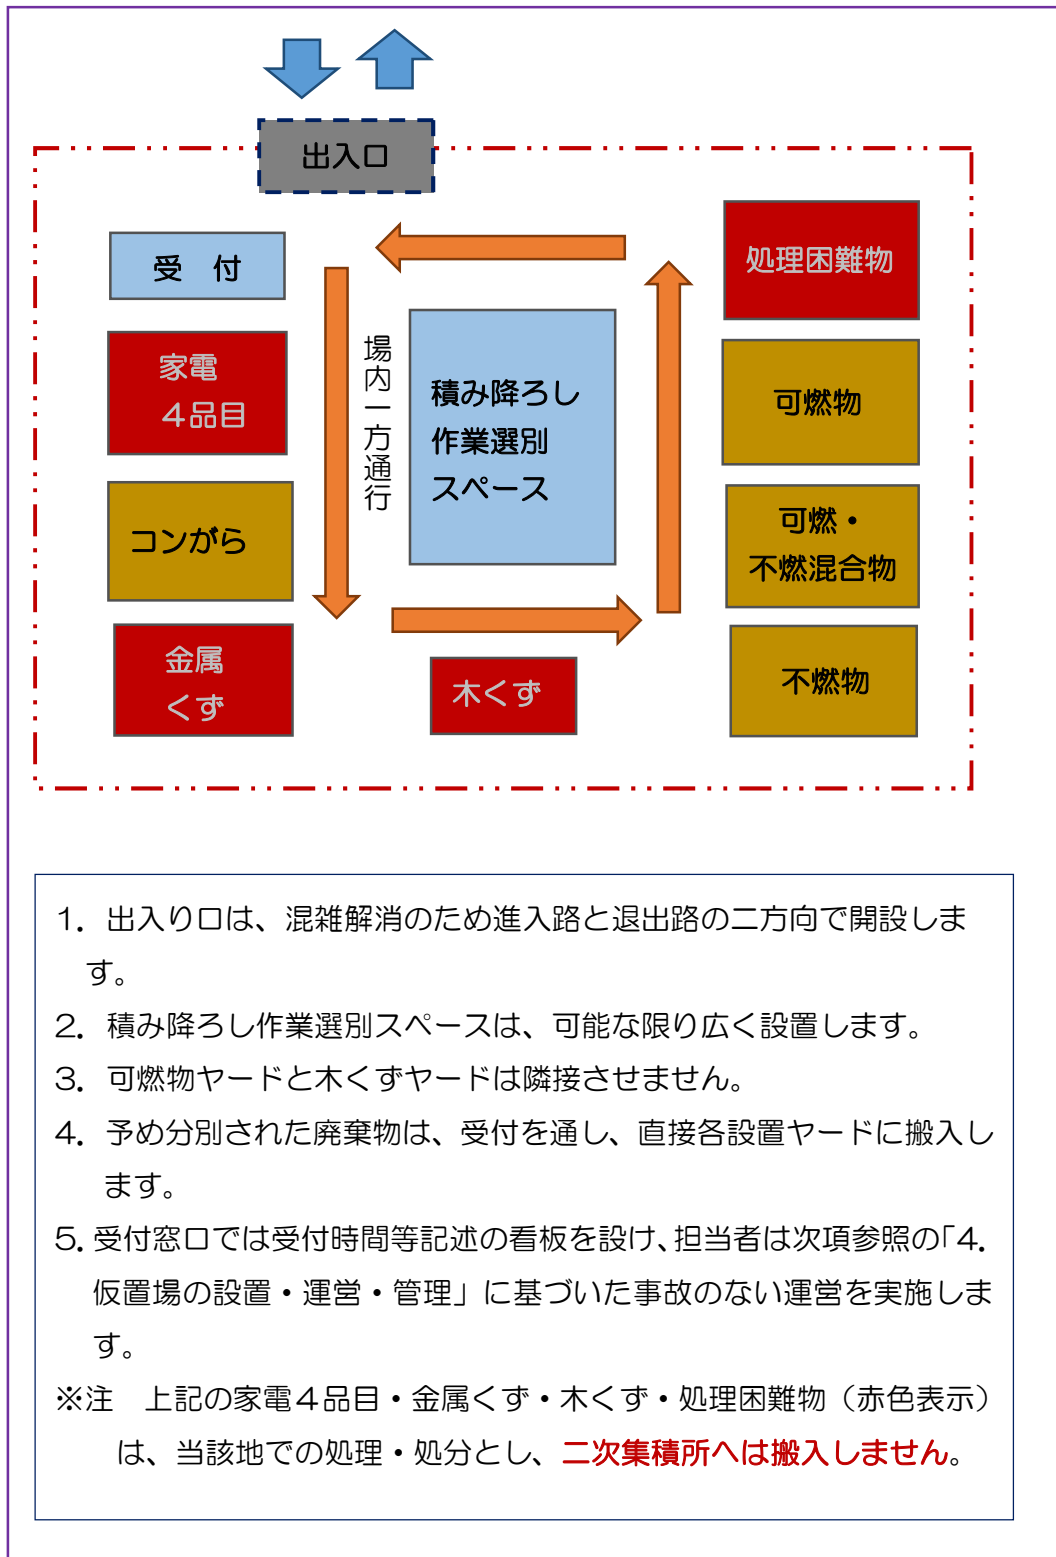 出入口
受　付
処理困難物
家電
４品目
場内一方通行
積み降ろし
作業選別
スペース
可燃物
コンがら
可燃・
不燃混合物
金属
くず
木くず
不燃物
1. 出入り口は、混雑解消のため進入路と退出路の二方向で開設しま
す。
2. 積み降ろし作業選別スペースは、可能な限り広く設置します。
3. 可燃物ヤードと木くずヤードは隣接させません。
4. 予め分別された廃棄物は、受付を通し、直接各設置ヤードに搬入し
ます。
5. 受付窓口では受付時間等記述の看板を設け、担当者は次項参照の「4.
仮置場の設置・運営・管理」に基づいた事故のない運営を実施しま
す。
※注　上記の家電４品目・金属くず・木くず・処理困難物（赤色表示）
は、当該地での処理・処分とし、二次集積所へは搬入しません。